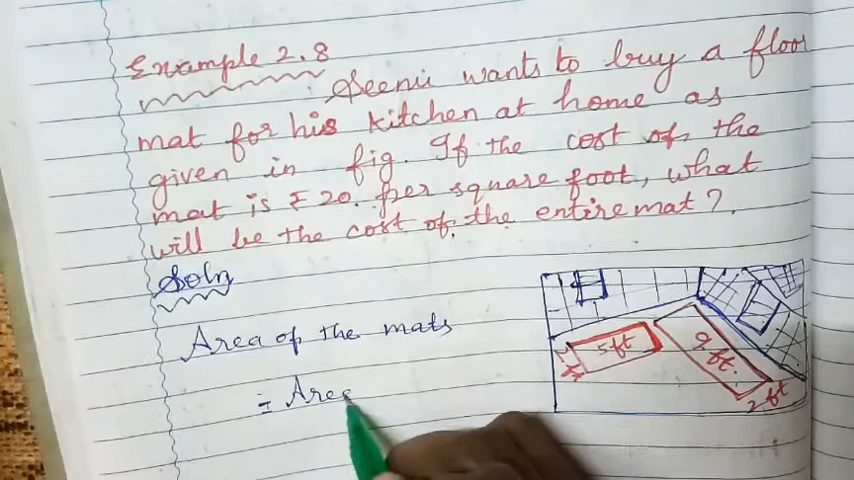 Example 2.8
Seenu wants to buy a floor
mat for his kitchen at home as
given in fig. If the cost of the
mat is ₹ 20. per square foot, what
will be the cost of the entire mat?
Soln
Area of the mats
= Area
5ft
9ft.
2ft